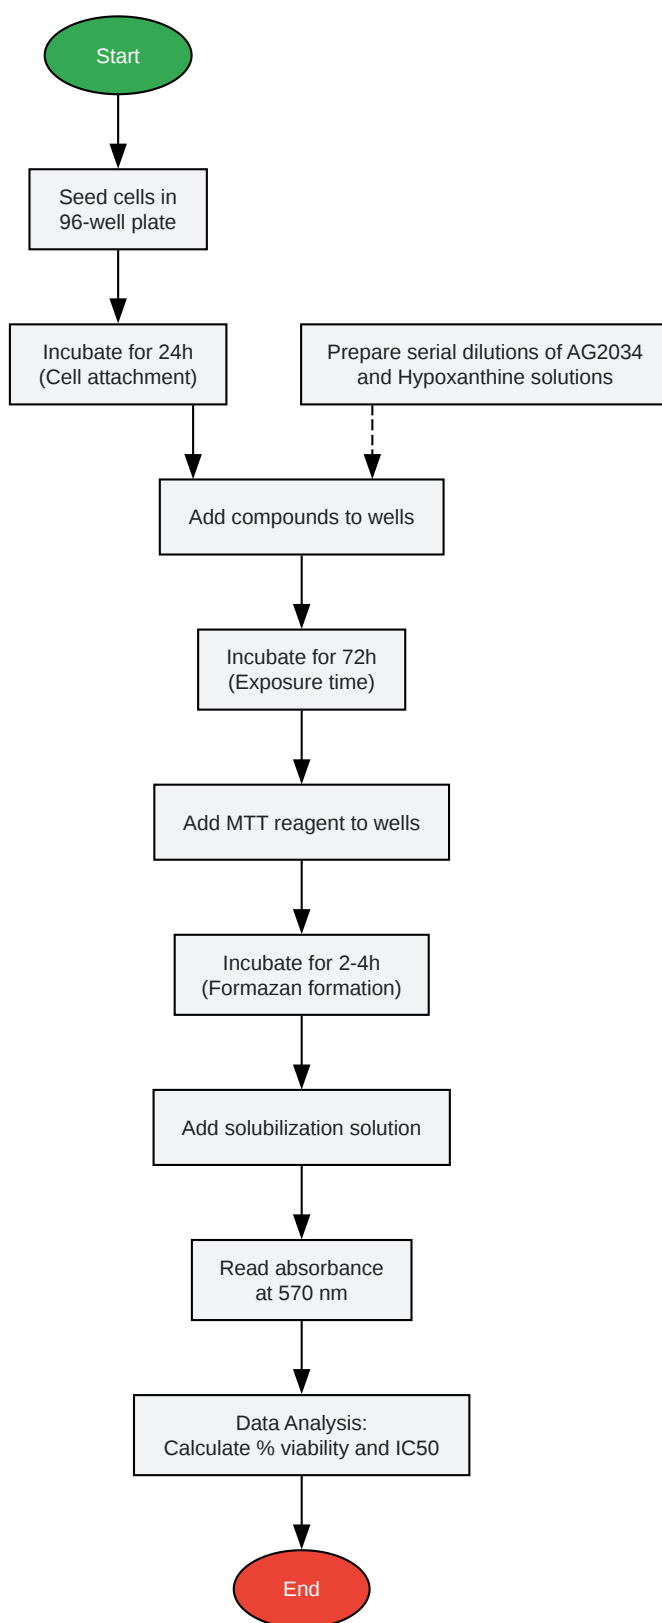 Start
Seed cells in
96-well plate
Incubate for 24h
(Cell attachment)
Prepare serial dilutions of AG2034
and Hypoxanthine solutions
Add compounds to wells
Incubate for 72h
(Exposure time)
Add MTT reagent to wells
Incubate for 2-4h
(Formazan formation)
Add solubilization solution
Read absorbance
at 570 nm
Data Analysis:
Calculate % viability and IC50
End